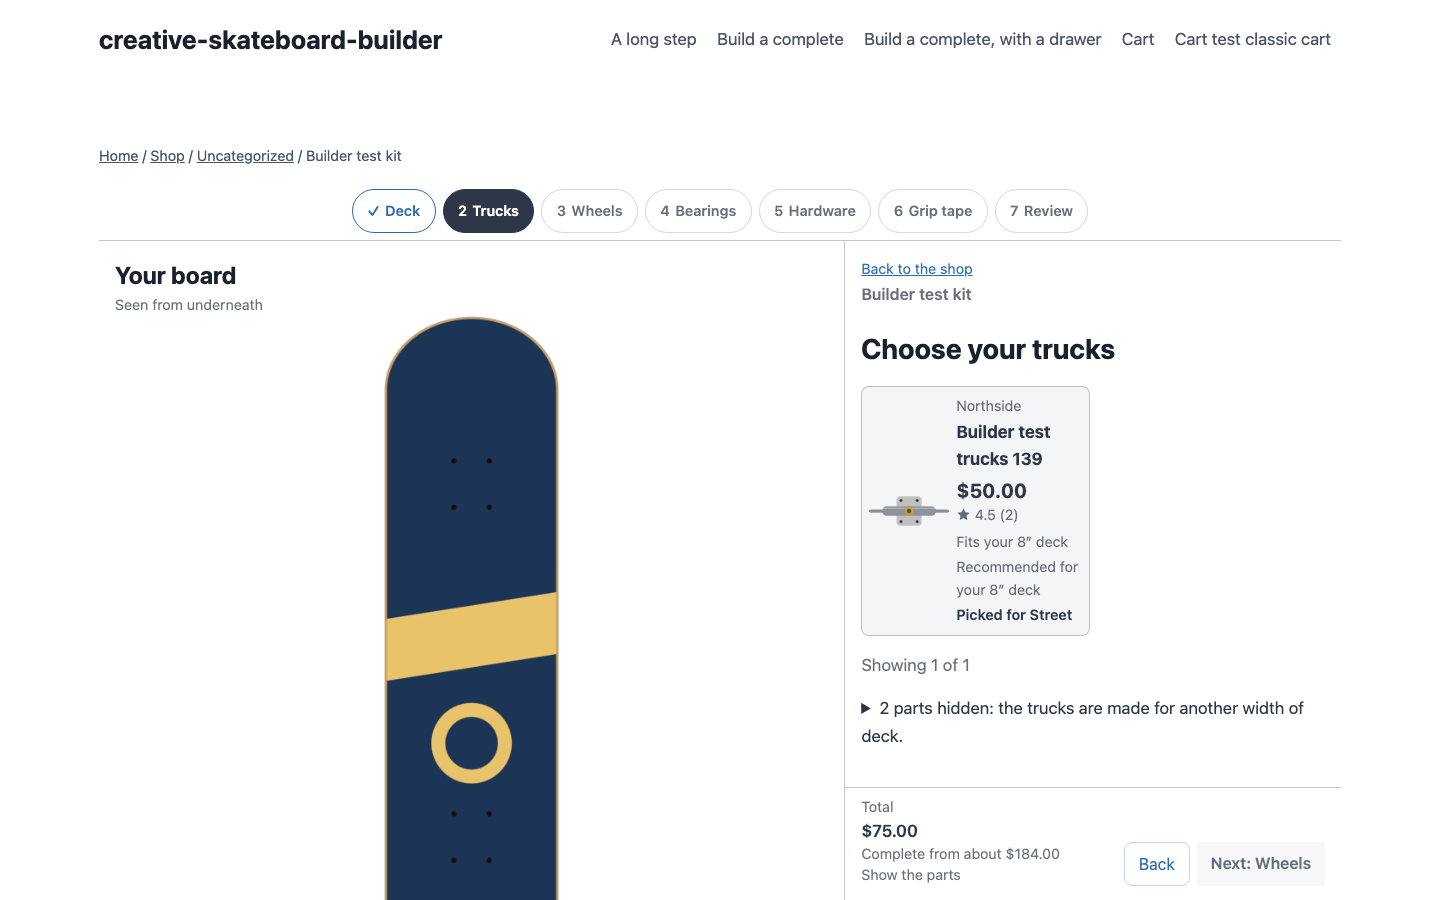 creative-skateboard-builder
A long step
Build a complete
Build a complete, with a drawer
Cart
Cart test classic cart
Home / Shop / Uncategorized / Builder test kit
Deck
2 Trucks
3 Wheels
4 Bearings
5 Hardware
6 Grip tape
7 Review
Your board
Seen from underneath
Back to the shop
Builder test kit
Choose your trucks
Northside
Builder test
trucks 139
$50.00
★ 4.5 (2)
Fits your 8″ deck
Recommended for
your 8″ deck
Picked for Street
Showing 1 of 1
2 parts hidden: the trucks are made for another width of
deck.
Total
$75.00
Complete from about $184.00
Show the parts
Back
Next: Wheels